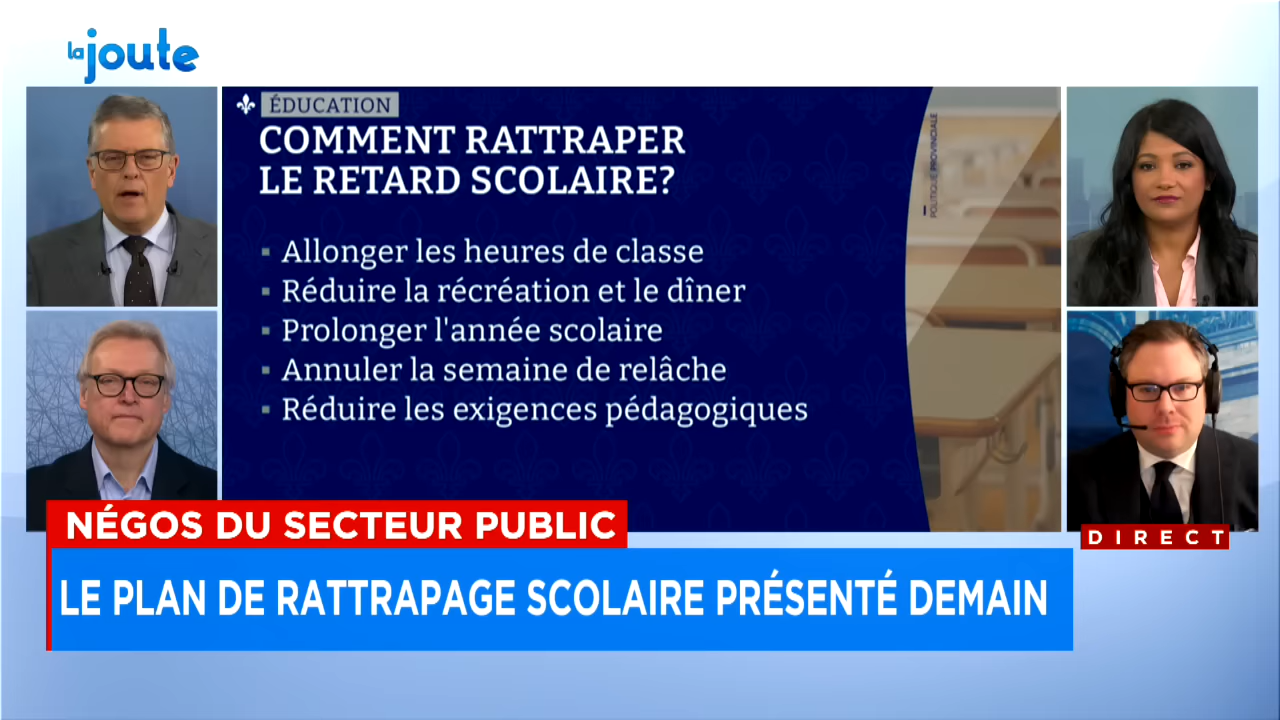 la joute
ÉDUCATION
COMMENT RATTRAPER
LE RETARD SCOLAIRE?
▪ Allonger les heures de classe
▪ Réduire la récréation et le dîner
▪ Prolonger l'année scolaire
▪ Annuler la semaine de relâche
▪ Réduire les exigences pédagogiques
POLITIQUE PROVINCIALE
DIRECT
NÉGOS DU SECTEUR PUBLIC
LE PLAN DE RATTRAPAGE SCOLAIRE PRÉSENTÉ DEMAIN